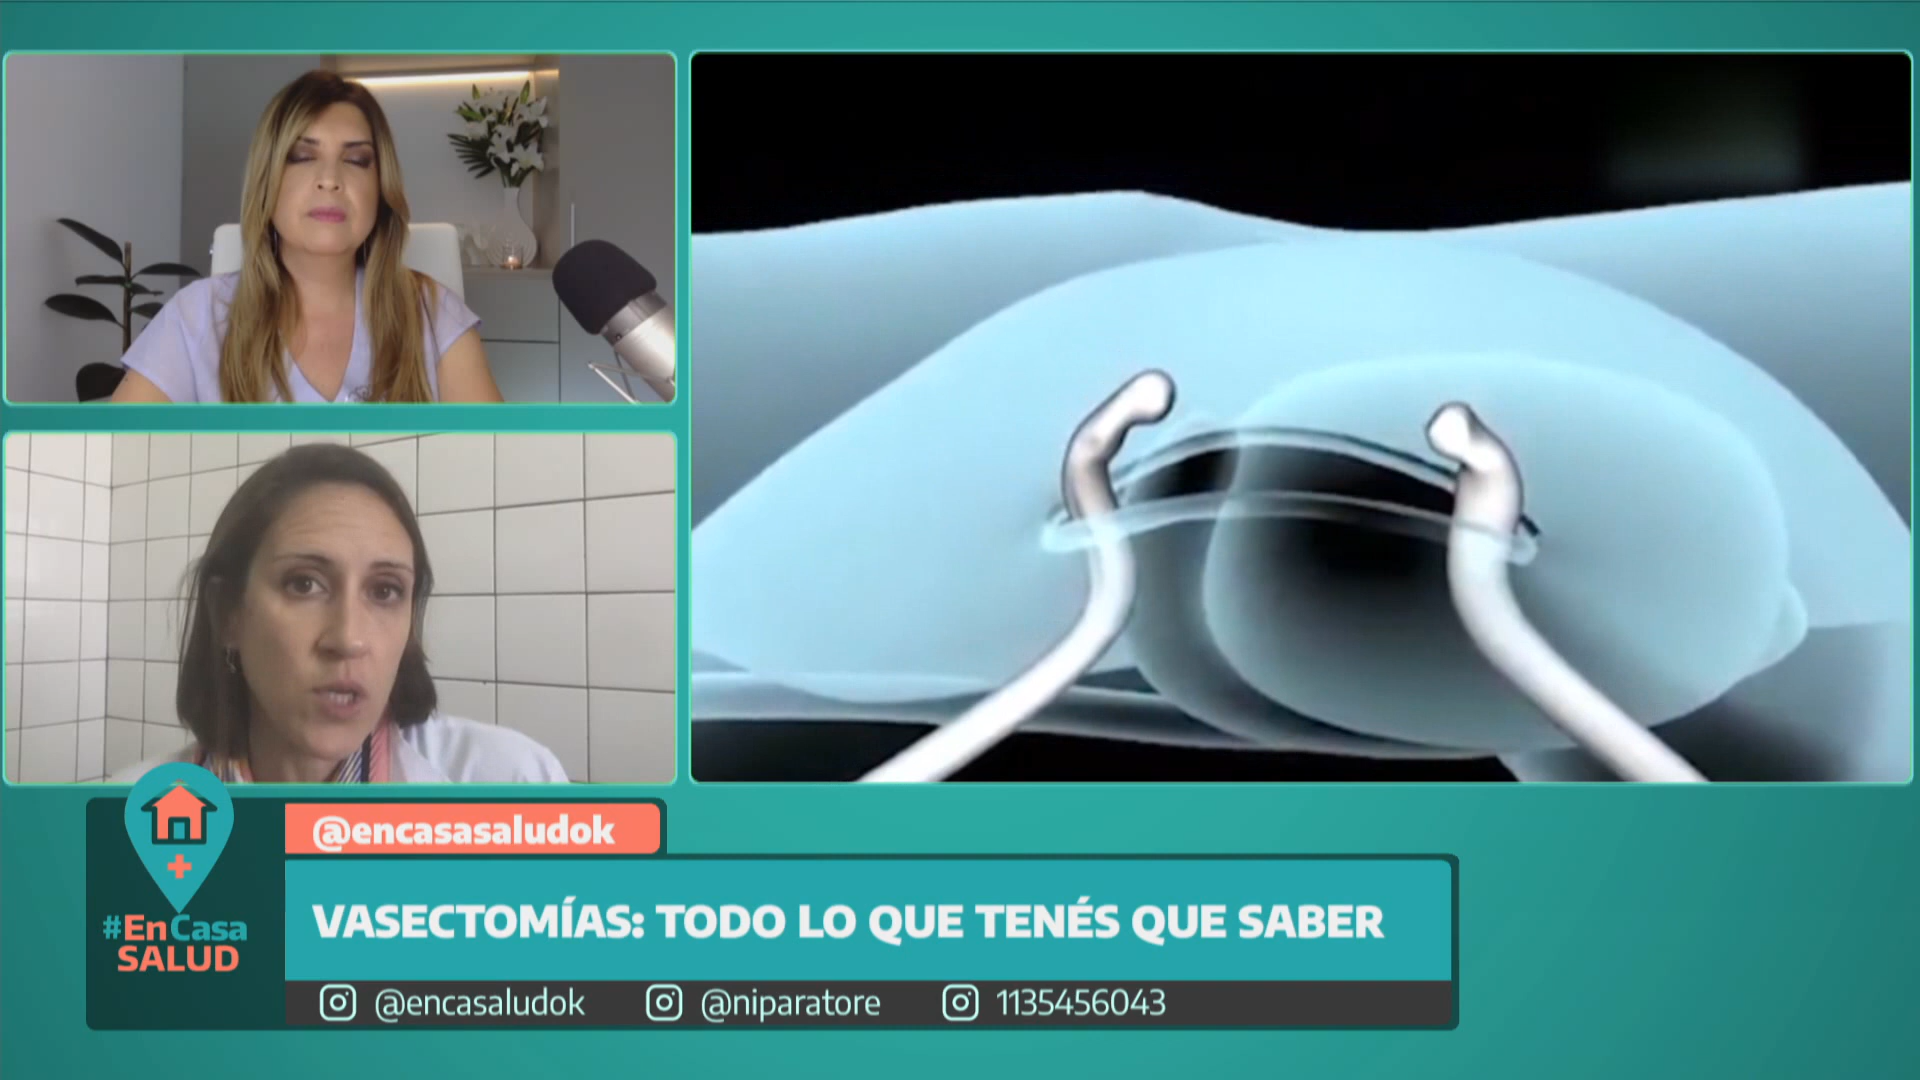 @encasasaludok
VASECTOMÍAS: TODO LO QUE TENÉS QUE SABER
#EnCasa
SALUD
@encasaludok @niparatore 1135456043